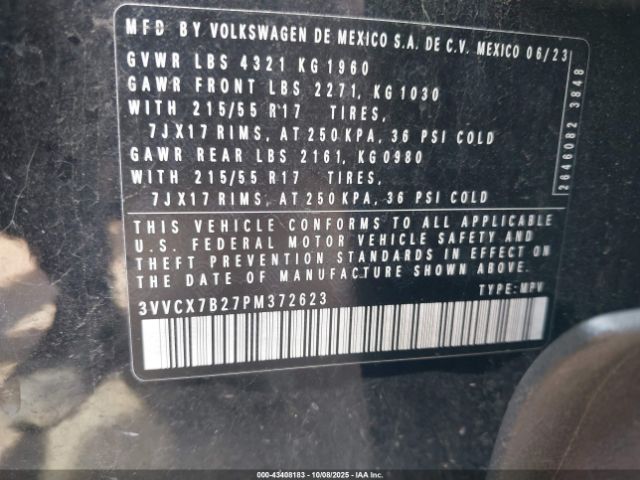 MFD BY VOLKSWAGEN DE MEXICO S.A. DE C.V. MEXICO 06/23
GVWR LBS 4321 KG 1960
GAWR FRONT LBS 2271, KG 1030
WITH 215/55 R17 TIRES,
7JX17 RIMS, AT 250 KPA, 36 PSI COLD
GAWR REAR LBS 2161, KG 0980
WITH 215/55 R17 TIRES,
7JX17 RIMS, AT 250 KPA, 36 PSI COLD
2646082 3848
THIS VEHICLE CONFORMS TO ALL APPLICABLE
U.S. FEDERAL MOTOR VEHICLE SAFETY AND
THEFT PREVENTION STANDARDS IN EFFECT ON
THE DATE OF MANUFACTURE SHOWN ABOVE.
3VVCX7B27PM372623 TYPE: MPV
000-43408183 - 10/08/2025 - IAAI.com